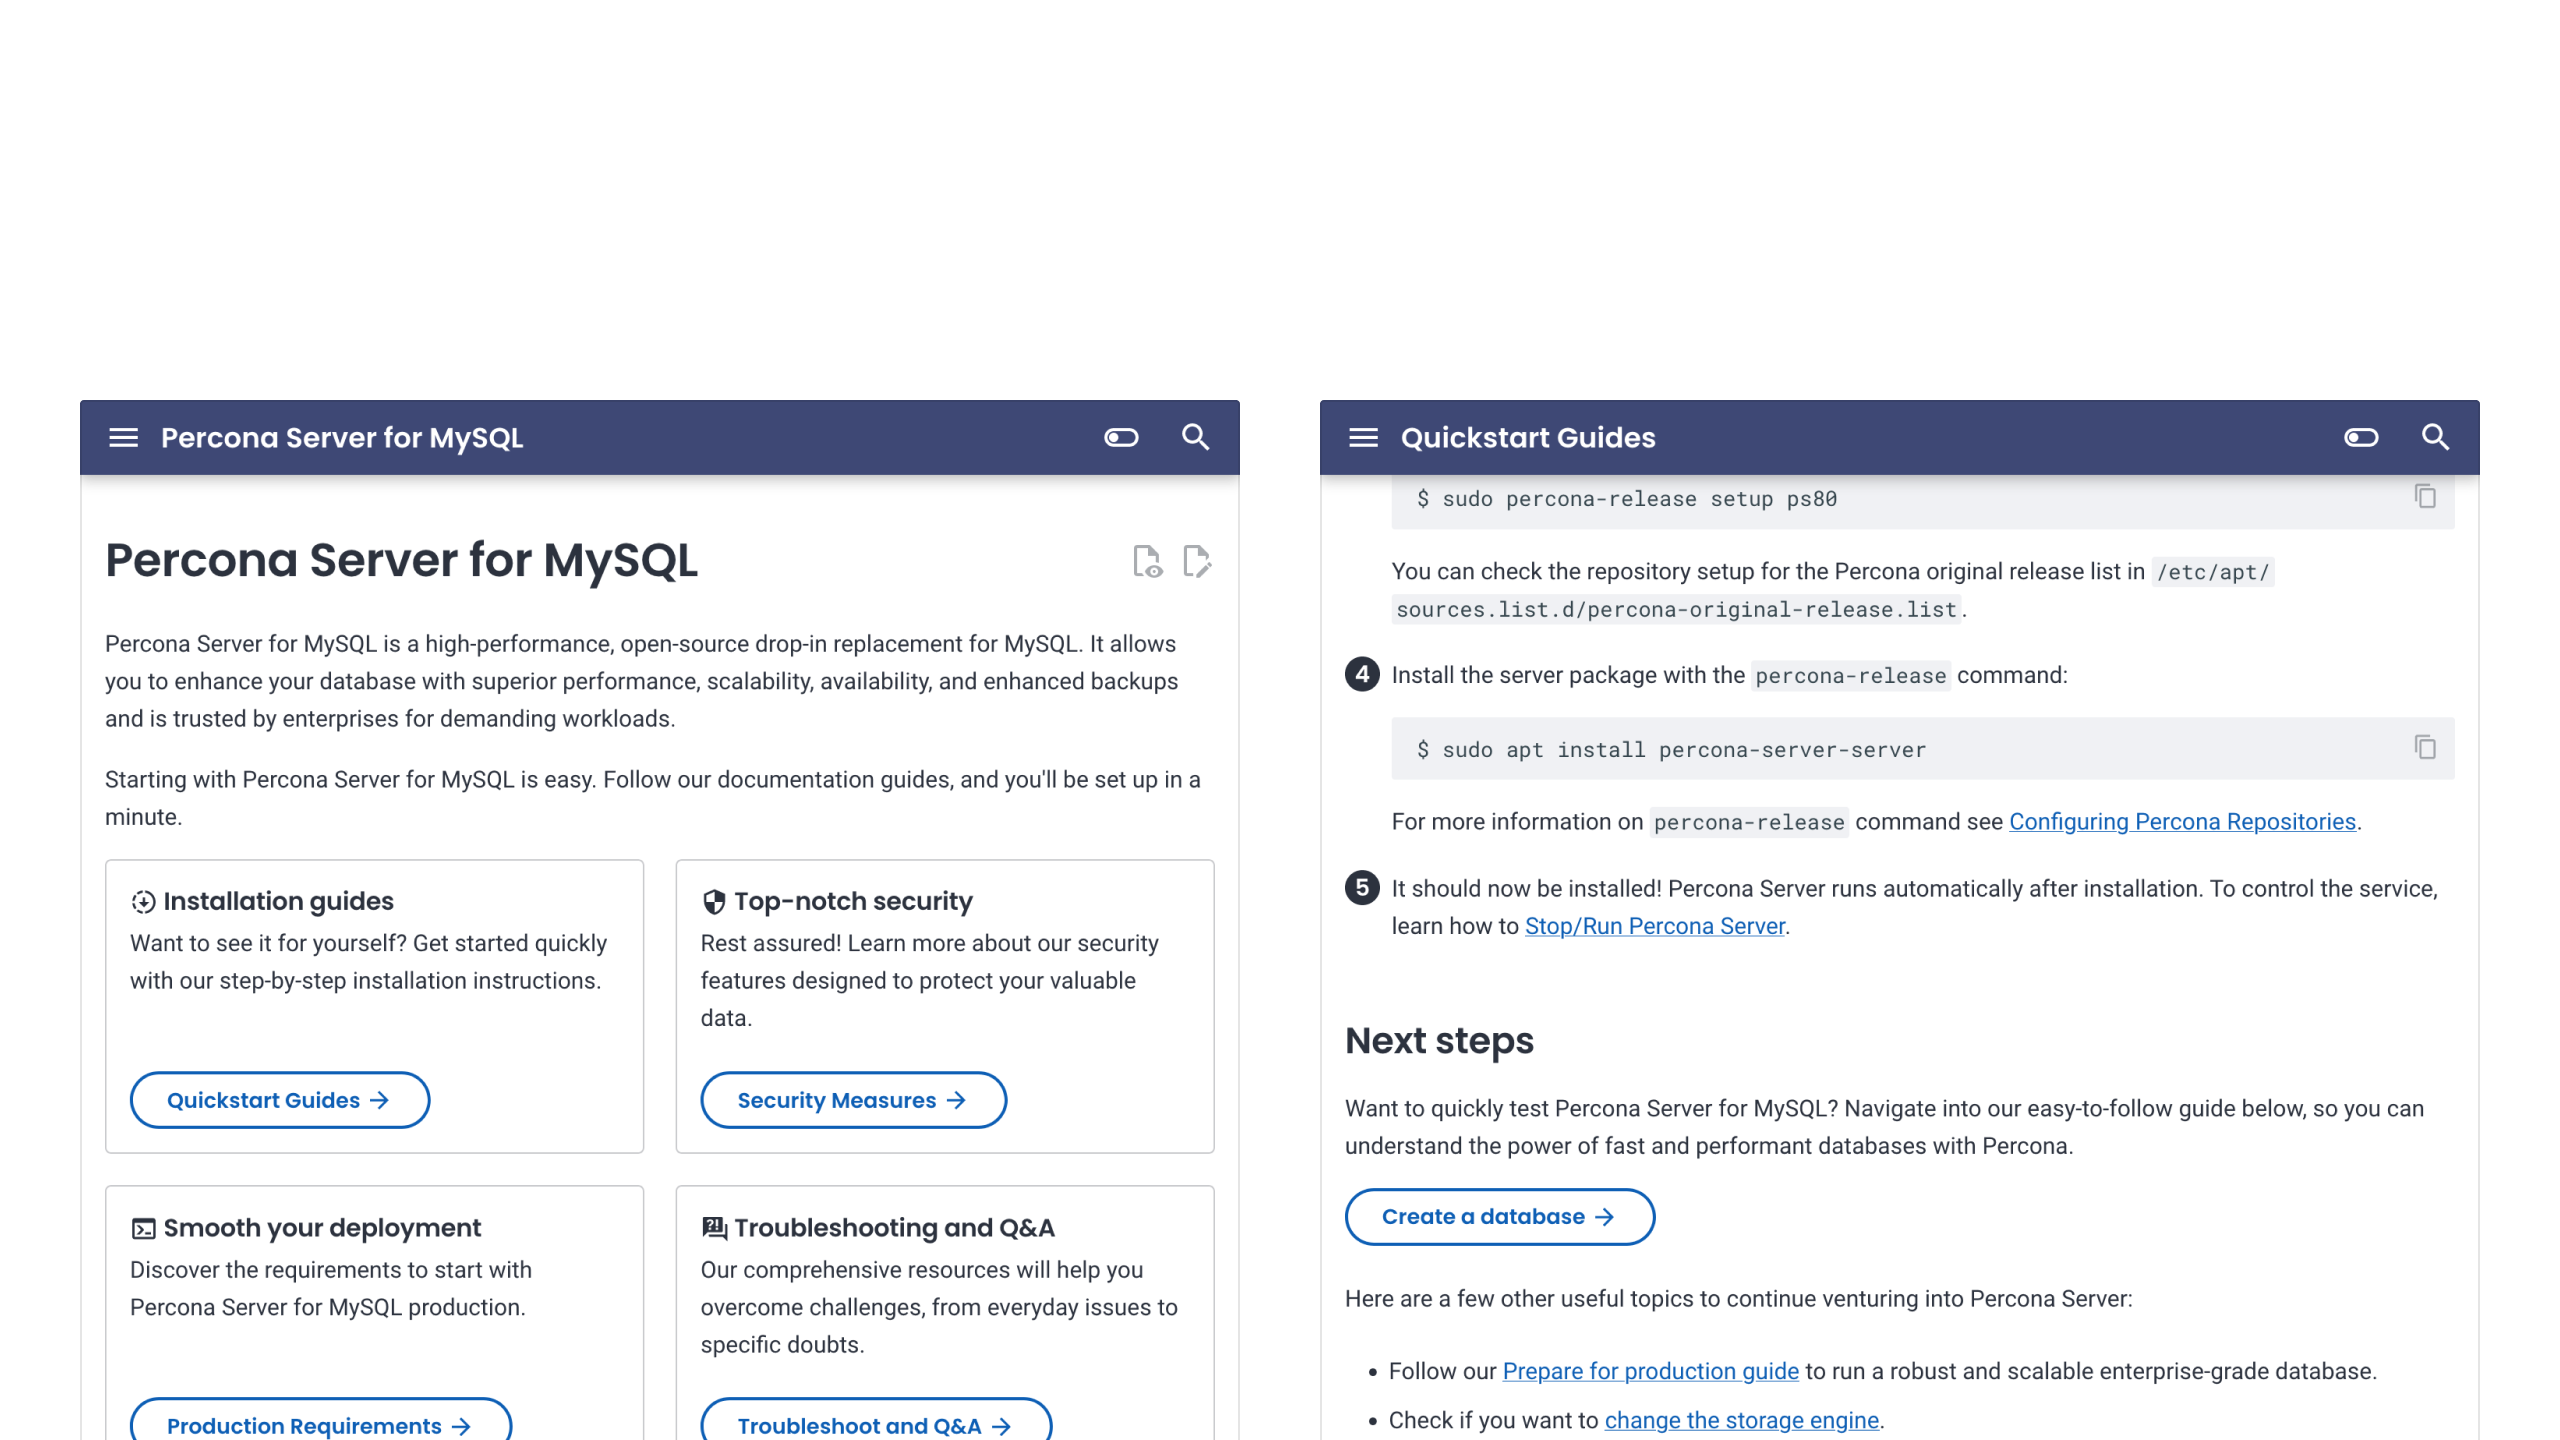 Percona Server for MySQL
Percona Server for MySQL
Percona Server for MySQL is a high-performance, open-source drop-in replacement for MySQL. It allows
you to enhance your database with superior performance, scalability, availability, and enhanced backups
and is trusted by enterprises for demanding workloads.
Starting with Percona Server for MySQL is easy. Follow our documentation guides, and you'll be set up in a
minute.
Installation guides
Want to see it for yourself? Get started quickly
with our step-by-step installation instructions.
Quickstart Guides →
Top-notch security
Rest assured! Learn more about our security
features designed to protect your valuable
data.
Security Measures →
Smooth your deployment
Discover the requirements to start with
Percona Server for MySQL production.
Production Requirements →
Troubleshooting and Q&A
Our comprehensive resources will help you
overcome challenges, from everyday issues to
specific doubts.
Troubleshoot and Q&A →
Quickstart Guides
$ sudo percona-release setup ps80
You can check the repository setup for the Percona original release list in /etc/apt/
sources.list.d/percona-original-release.list.
4 Install the server package with the percona-release command:
$ sudo apt install percona-server-server
For more information on percona-release command see Configuring Percona Repositories.
5 It should now be installed! Percona Server runs automatically after installation. To control the service,
learn how to Stop/Run Percona Server.
Next steps
Want to quickly test Percona Server for MySQL? Navigate into our easy-to-follow guide below, so you can
understand the power of fast and performant databases with Percona.
Create a database →
Here are a few other useful topics to continue venturing into Percona Server:
• Follow our Prepare for production guide to run a robust and scalable enterprise-grade database.
• Check if you want to change the storage engine.